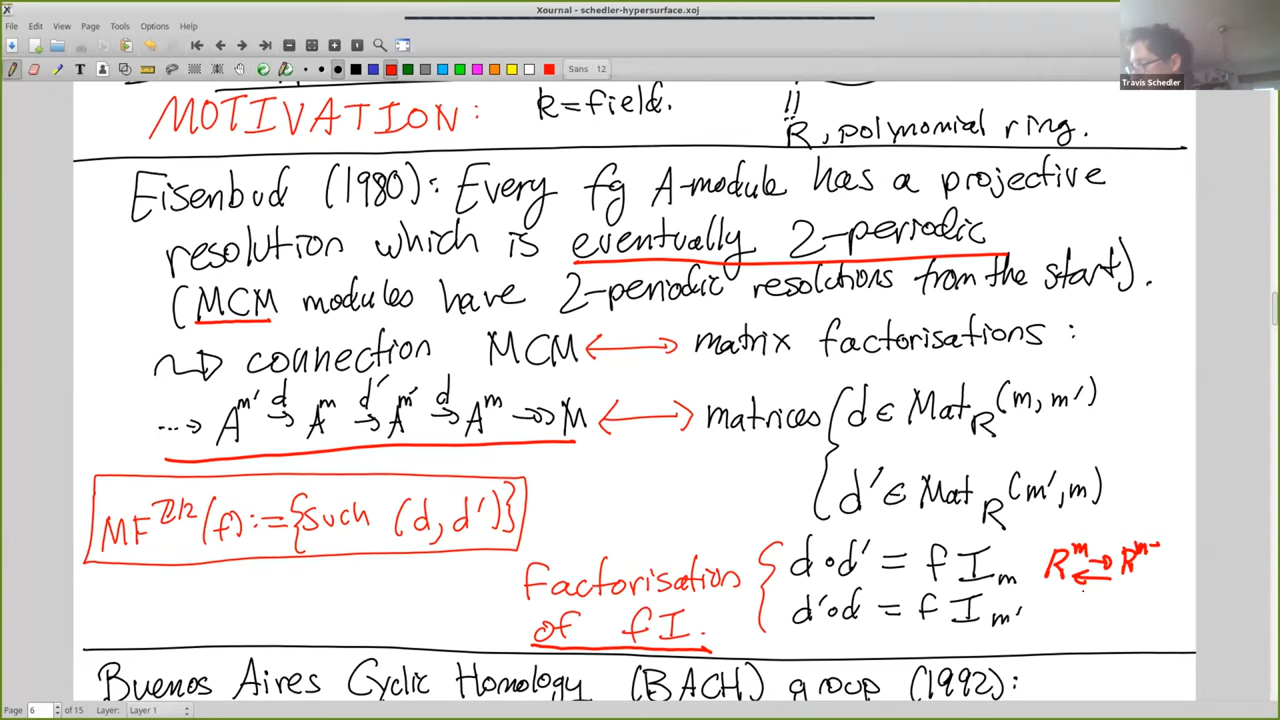 Xournal - schedler-hypersurface.xoj
File Edit View Page Tools Options Help
Sans 12
Travis Schedler
MOTIVATION:
k=field.
R, polynomial ring.
Eisenbud (1980): Every fg A-module has a projective
resolution which is eventually 2-periodic
(MCM modules have 2-periodic resolutions from the start).
⇝ connection MCM ⟷ matrix factorisations:
... → A^m' →^d A^m →^d' A^m' →^d A^m ↠ M ⟷ matrices { d ∈ Mat_R (m, m')
d' ∈ Mat_R (m', m)
MF^Z/2 (f) := {such (d, d')}
Factorisation of f I. { d∘d' = f I_m
d'∘d = f I_m'
R^m ⇄ R^m-
Buenos Aires Cyclic Homology (BACH) group (1992):
Page 6 of 15 Layer: Layer 1